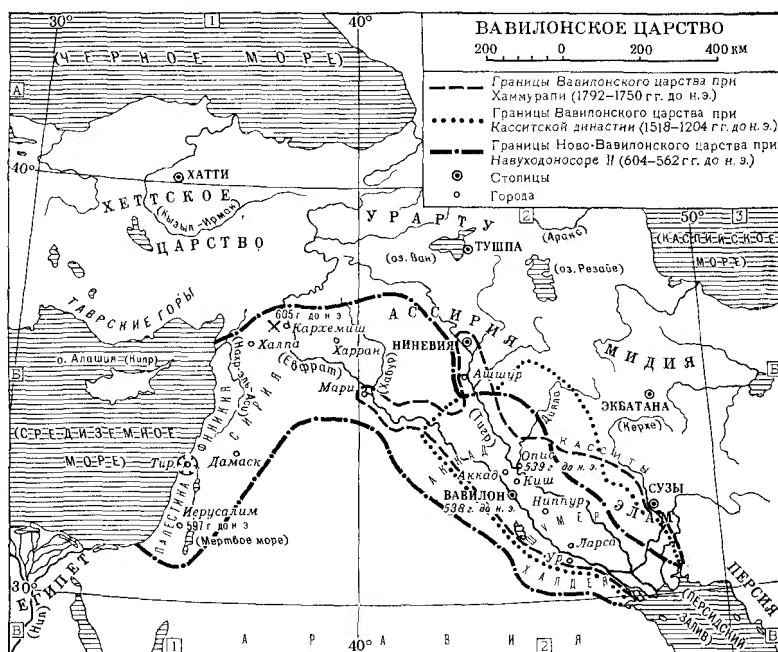 30°
1
40°
(ЧЕРНОЕ МОРЕ)
ВАВИЛОНСКОЕ ЦАРСТВО
200 0 200 400 КМ
Границы Вавилонского царства при
Хаммурапи (1792–1750 гг. до н.э.)
Границы Вавилонского царства при
Касситской династии (1518–1204 гг. до н.э.)
Границы Ново-Вавилонского царства при
Навуходоносоре II (604–562 гг. до н.э.)
Столицы
Города
А
40°
ХАТТИ
ХЕТТСКОЕ
(Кызыл-Ирмак)
ЦАРСТВО
УРАРТУ
2
50°
3
ТУШПА
(оз. Ван)
(Аракс)
(оз. Резайе)
(КАСПИЙСКОЕ
МОРЕ)
ТАВРСКИЕ ГОРЫ
605 г до н э
Кархемиш
Халпа
Харран
АССИРИЯ
НИНЕВИЯ
МИДИЯ
Б
о. Алашия (Кипр)
(Нахр-эль-Аси)
(Евфрат)
(Хабур)
Мари
Ашшур
(Тигр)
Дияла
ЭКБАТАНА
(Керхе)
Б
(СРЕДИЗЕМНОЕ
МОРЕ)
ФИНИКИЯ
СИРИЯ
Тир
Дамаск
АККАД
Аккад
Опис
539 г. до н. э.
Киш
КАССИТЫ
ВАВИЛОН
538 г. до н. э.
Ниппур
СУЗЫ
ЭЛАМ
ПАЛЕСТИНА
Иерусалим
597 г до н э
(Мертвое море)
УМЕР
Ларса
Ур
ХАЛДЕЯ
30°
ЕГИПЕТ
(Нил)
ПЕРСИЯ
(ПЕРСИДСКИЙ
ЗАЛИВ)
В
1
АРАВИЯ
40°
2
В